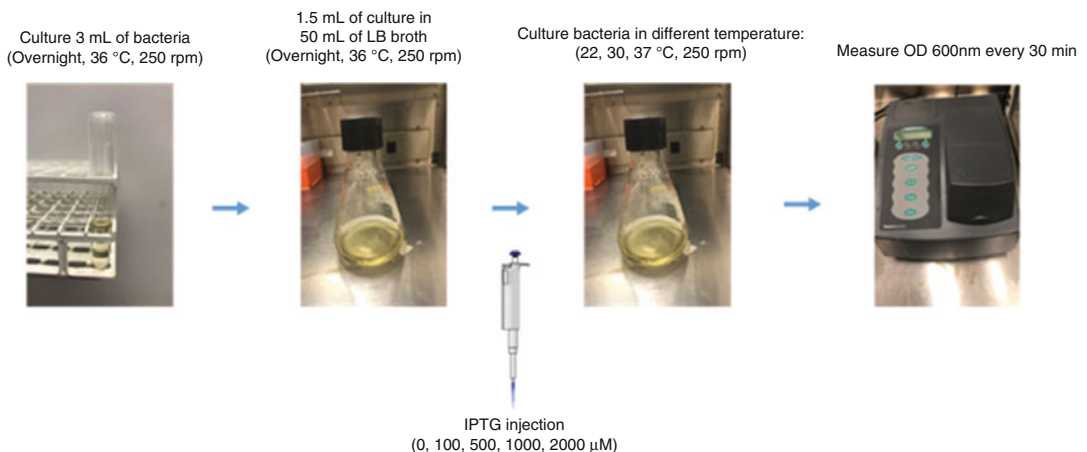 Culture 3 mL of bacteria
(Overnight, 36 °C, 250 rpm)
1.5 mL of culture in
50 mL of LB broth
(Overnight, 36 °C, 250 rpm)
Culture bacteria in different temperature:
(22, 30, 37 °C, 250 rpm)
Measure OD 600nm every 30 min
IPTG injection
(0, 100, 500, 1000, 2000 µM)